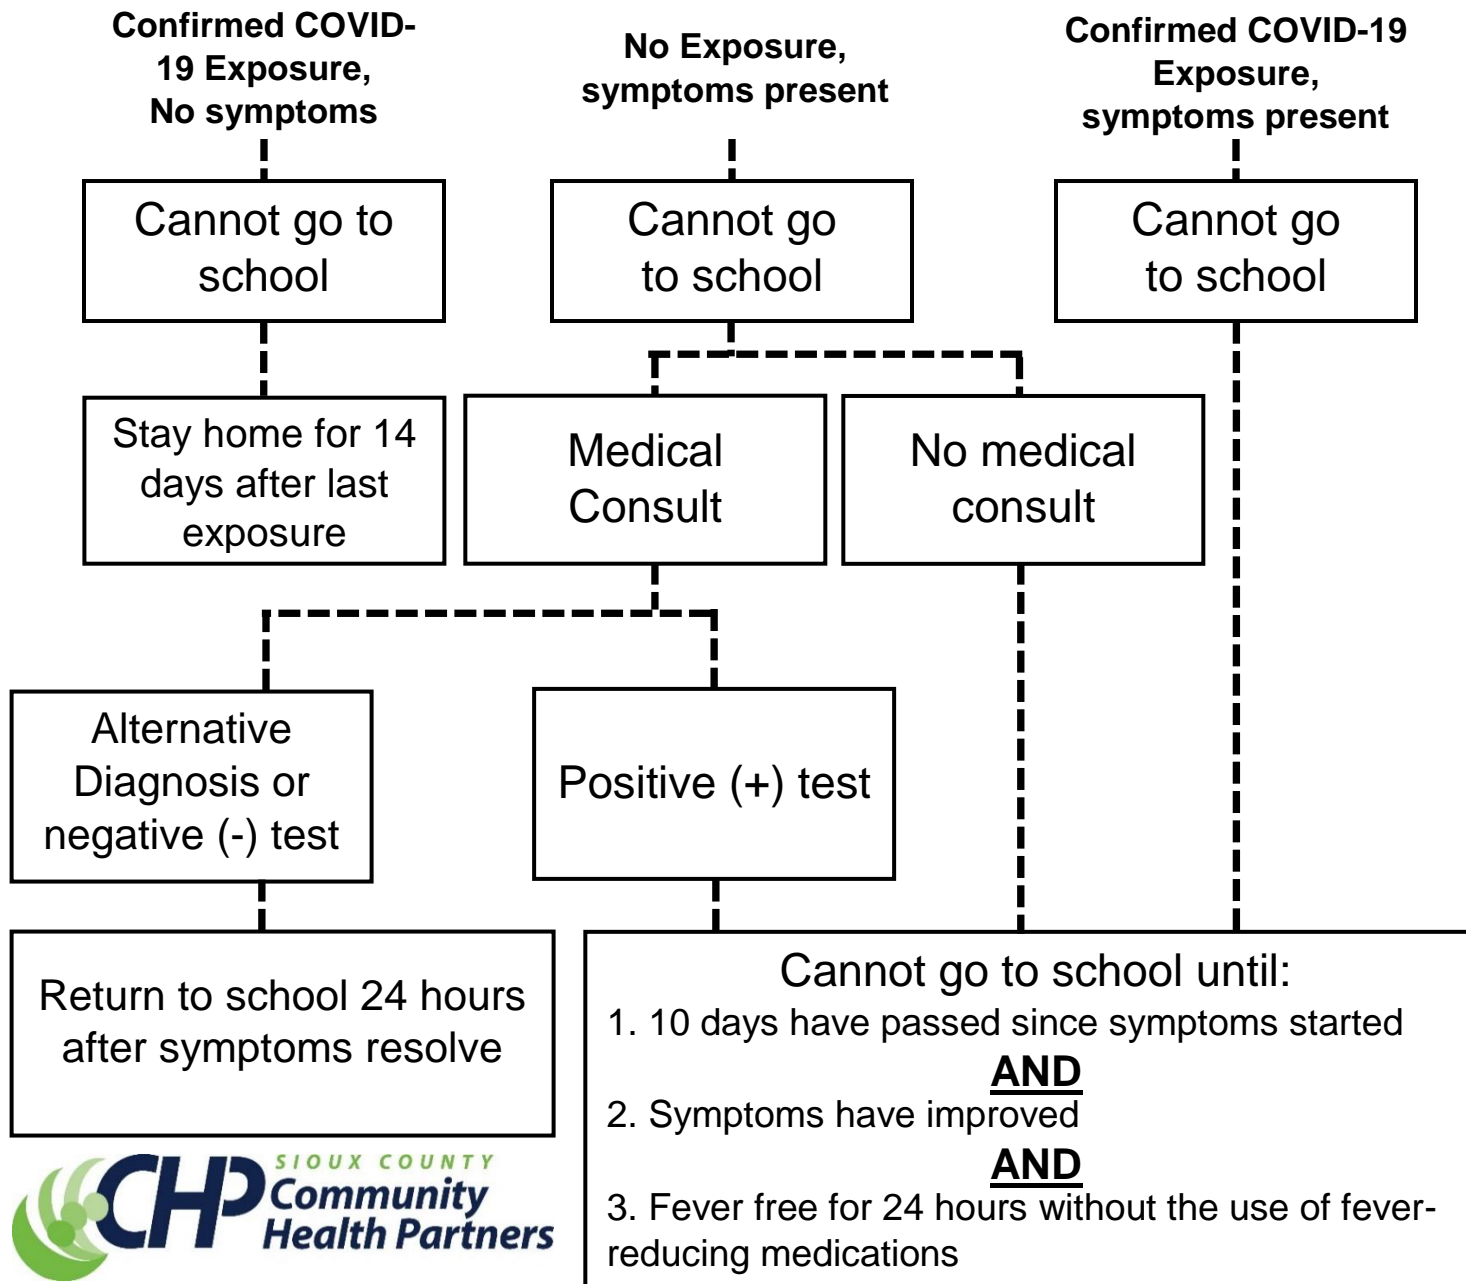 Confirmed COVID-
19 Exposure,
No symptoms
No Exposure,
symptoms present
Confirmed COVID-19
Exposure,
symptoms present
Cannot go to
school
Cannot go
to school
Cannot go
to school
Stay home for 14
days after last
exposure
Medical
Consult
No medical
consult
Alternative
Diagnosis or
negative (-) test
Positive (+) test
Return to school 24 hours
after symptoms resolve
Cannot go to school until:
1. 10 days have passed since symptoms started
AND
2. Symptoms have improved
AND
3. Fever free for 24 hours without the use of fever-
reducing medications
CHP
SIOUX COUNTY
Community
Health Partners